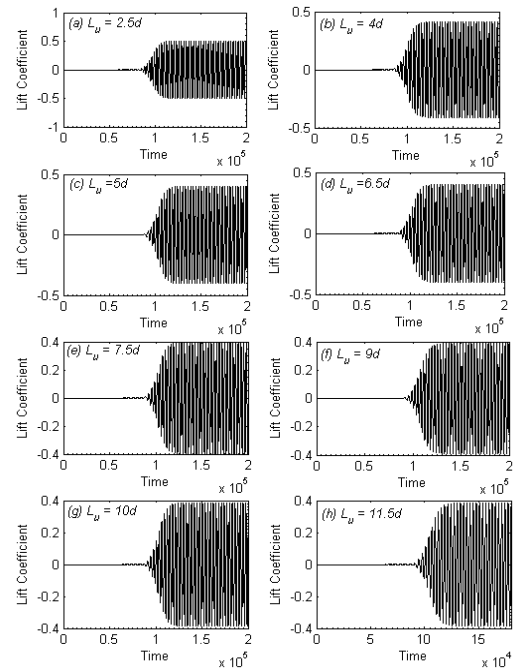 (a) L_u = 2.5d
Lift Coefficient
1
0.5
0
-0.5
-1
0
0.5
1
1.5
2
Time
x 10^5
(b) L_u = 4d
Lift Coefficient
0.5
0
-0.5
0
0.5
1
1.5
2
Time
x 10^5
(c) L_u =5d
Lift Coefficient
0.5
0
-0.5
0
0.5
1
1.5
2
Time
x 10^5
(d) L_u =6.5d
Lift Coefficient
0.5
0
-0.5
0
0.5
1
1.5
2
Time
x 10^5
(e) L_u = 7.5d
Lift Coefficient
0.4
0.2
0
-0.2
-0.4
0
0.5
1
1.5
2
Time
x 10^5
(f) L_u = 9d
Lift Coefficient
0.4
0.2
0
-0.2
-0.4
0
0.5
1
1.5
2
Time
x 10^5
(g) L_u = 10d
Lift Coefficient
0.4
0.2
0
-0.2
-0.4
0
0.5
1
1.5
2
Time
x 10^5
(h) L_u = 11.5d
Lift Coefficient
0.4
0.2
0
-0.2
-0.4
0
5
10
15
Time
x 10^4